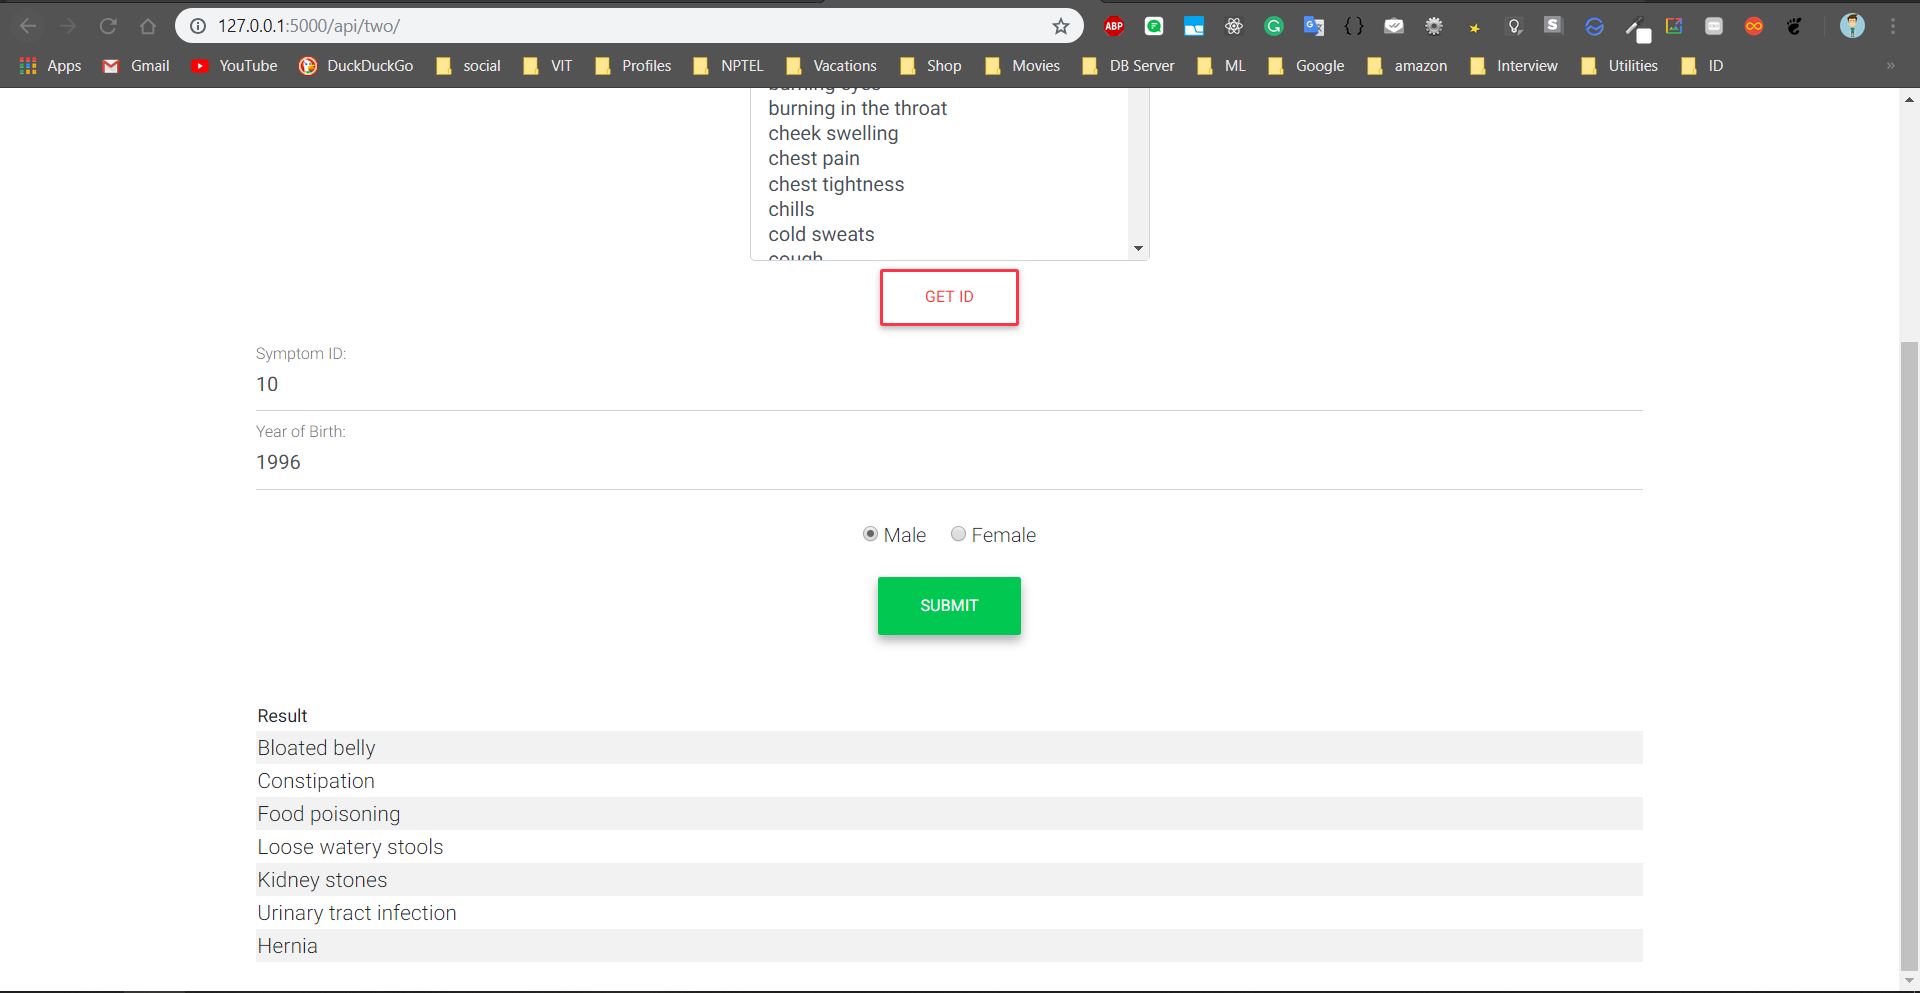 127.0.0.1:5000/api/two/
ABP
Apps Gmail YouTube DuckDuckGo social VIT Profiles NPTEL Vacations Shop Movies DB Server ML Google amazon Interview Utilities ID »
burning eyes
burning in the throat
cheek swelling
chest pain
chest tightness
chills
cold sweats
cough
GET ID
Symptom ID:
10
Year of Birth:
1996
Male Female
SUBMIT
Result
Bloated belly
Constipation
Food poisoning
Loose watery stools
Kidney stones
Urinary tract infection
Hernia